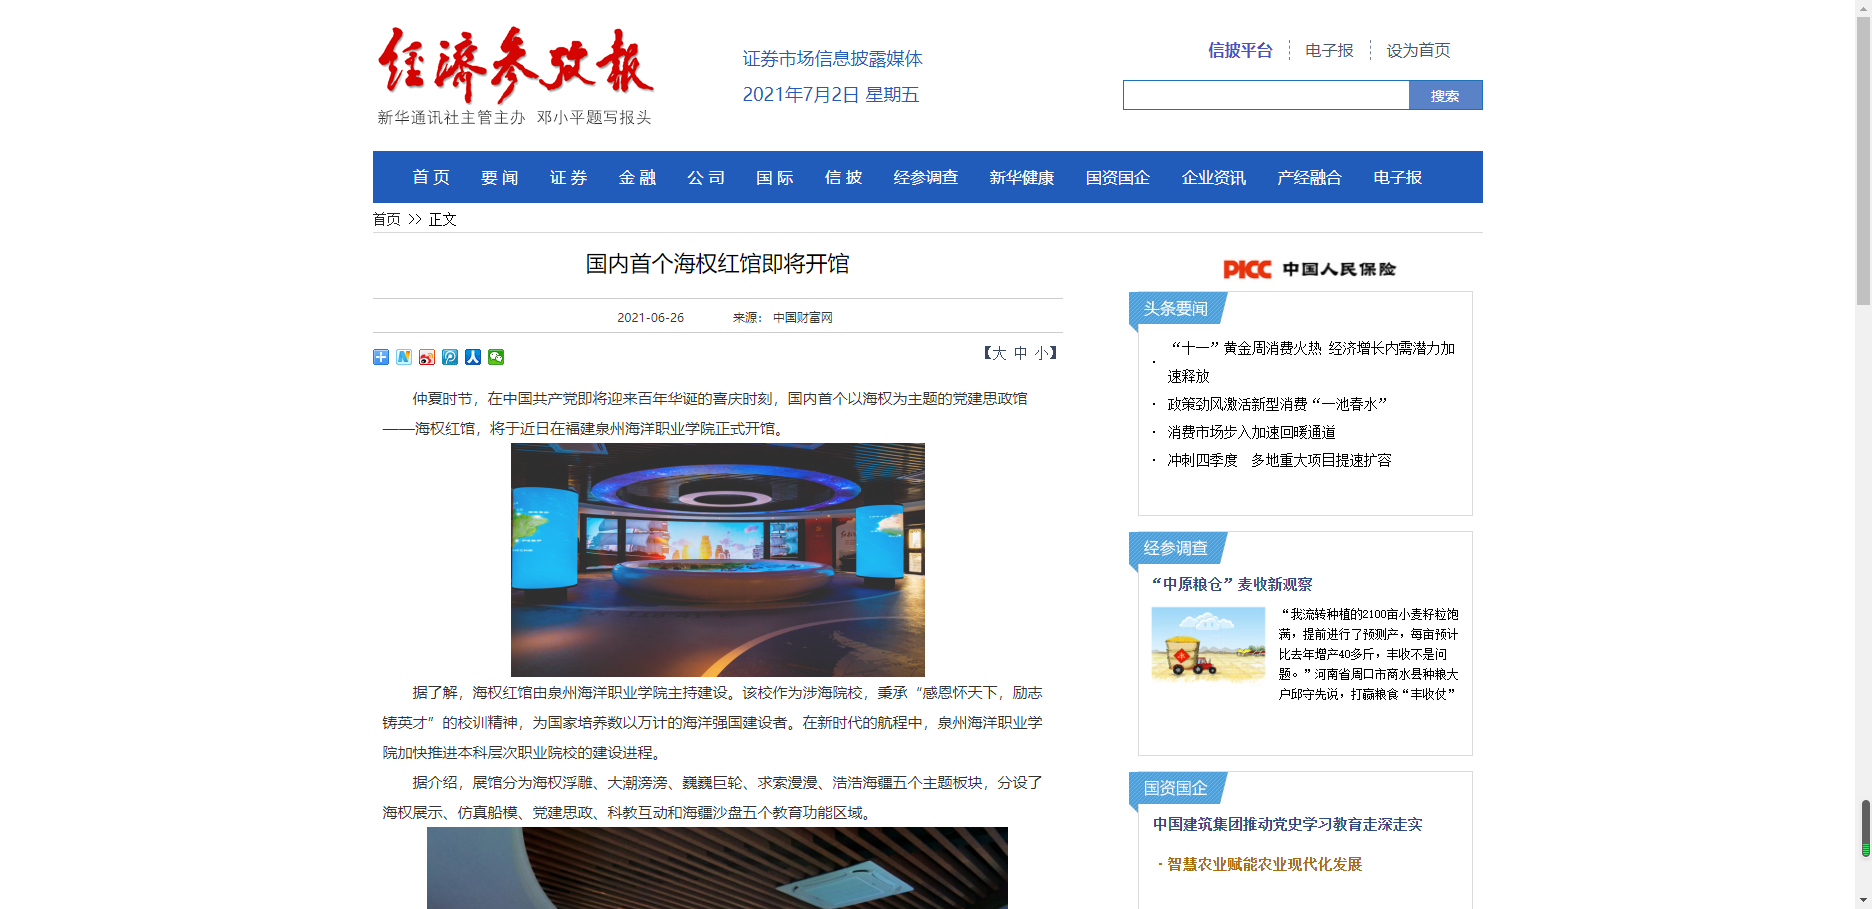 经济参考报
新华通讯社主管主办 邓小平题写报头
证券市场信息披露媒体
2021年7月2日 星期五
信披平台 电子报 设为首页
搜索
首 页 要 闻 证 券 金 融 公 司 国 际 信 披 经参调查 新华健康 国资国企 企业资讯 产经融合 电子报
首页 >> 正文
国内首个海权红馆即将开馆
2021-06-26 来源： 中国财富网
【大 中 小】
仲夏时节，在中国共产党即将迎来百年华诞的喜庆时刻，国内首个以海权为主题的党建思政馆
——海权红馆，将于近日在福建泉州海洋职业学院正式开馆。
据了解，海权红馆由泉州海洋职业学院主持建设。该校作为涉海院校，秉承“感恩怀天下，励志
铸英才”的校训精神，为国家培养数以万计的海洋强国建设者。在新时代的航程中，泉州海洋职业学
院加快推进本科层次职业院校的建设进程。
据介绍，展馆分为海权浮雕、大潮滂滂、巍巍巨轮、求索漫漫、浩浩海疆五个主题板块，分设了
海权展示、仿真船模、党建思政、科教互动和海疆沙盘五个教育功能区域。
PICC 中国人民保险
头条要闻
· “十一”黄金周消费火热 经济增长内需潜力加
速释放
· 政策劲风激活新型消费“一池春水”
· 消费市场步入加速回暖通道
· 冲刺四季度 多地重大项目提速扩容
经参调查
“中原粮仓”麦收新观察
“我流转种植的2100亩小麦籽粒饱
满，提前进行了预测产，每亩预计
比去年增产40多斤，丰收不是问
题。”河南省周口市商水县种粮大
户邱守先说，打赢粮食“丰收仗”
国资国企
中国建筑集团推动党史学习教育走深走实
· 智慧农业赋能农业现代化发展